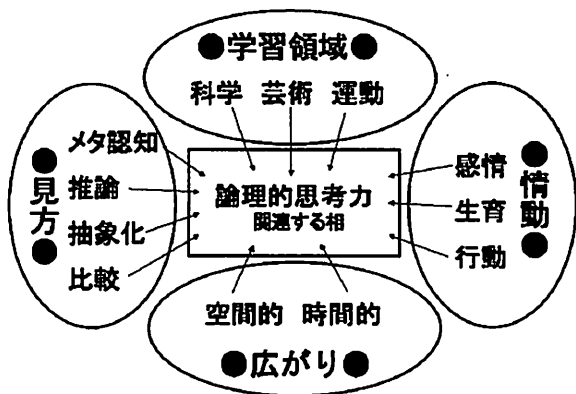 ●学習領域●
科学 芸術 運動
●見方●
メタ認知
推論
抽象化
比較
論理的思考力
関連する相
感情
生育
行動
●情動●
空間的 時間的
●広がり●